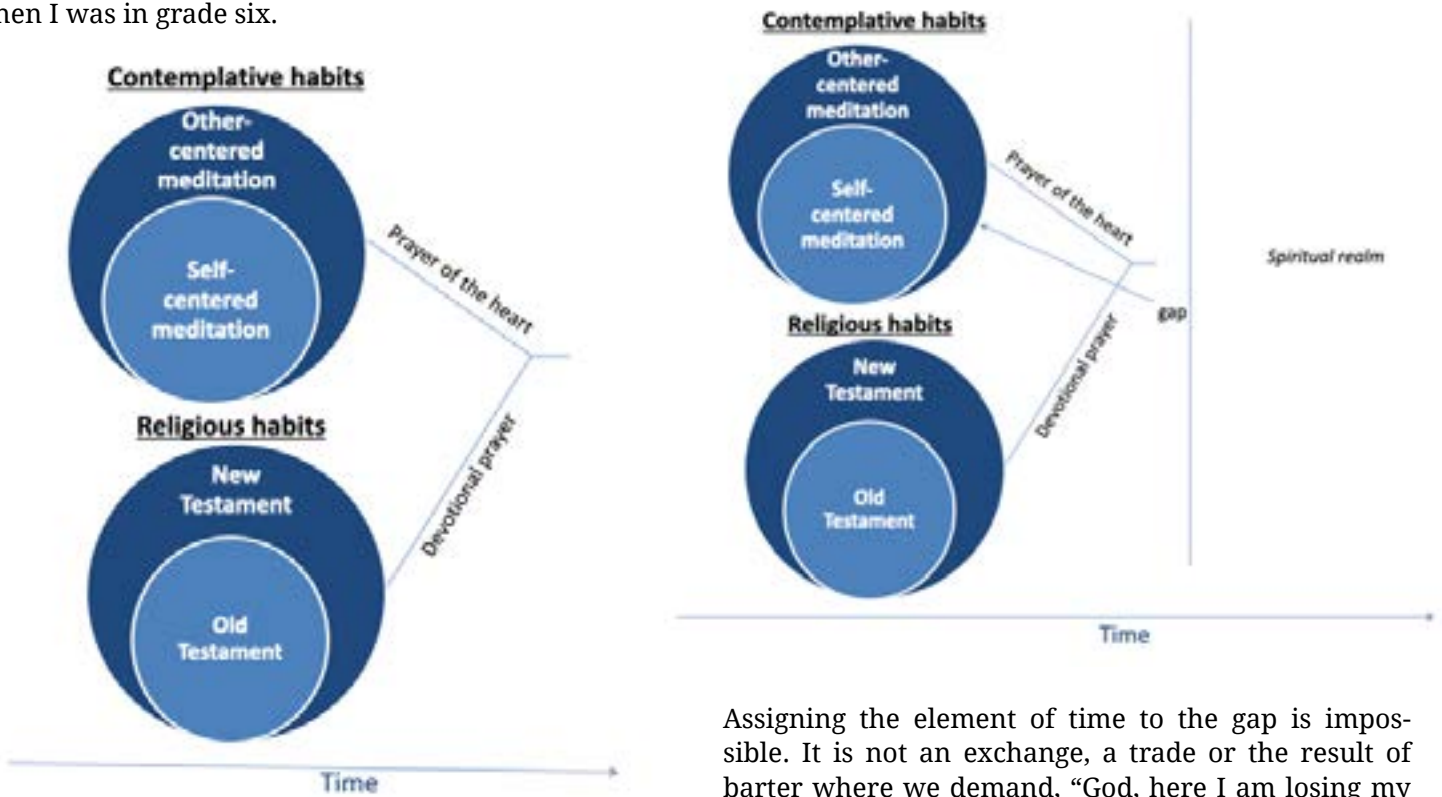 hen I was in grade six.
Contemplative habits
Other-
centered
meditation
Self-
centered
meditation
Prayer of the heart
Religious habits
New
Testament
Old
Testament
Devotional prayer
Time
Contemplative habits
Other-
centered
meditation
Self-
centered
meditation
Prayer of the heart
Spiritual realm
gap
Religious habits
New
Testament
Old
Testament
Devotional prayer
Time
Assigning the element of time to the gap is impos-
sible. It is not an exchange, a trade or the result of
barter where we demand, “God, here I am losing my